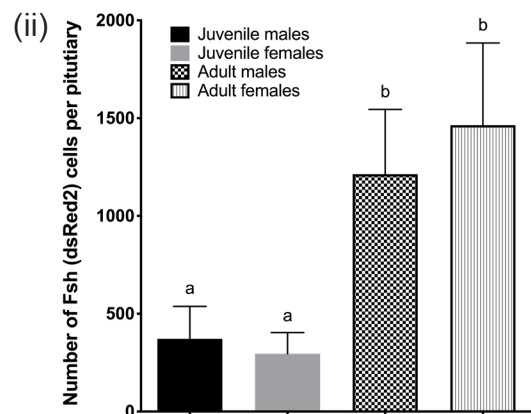 (ii)
Number of Fsh (dsRed2) cells per pitutiary
2000
1500
1000
500
0
Juvenile males
Juvenile females
Adult males
Adult females
a
a
b
b